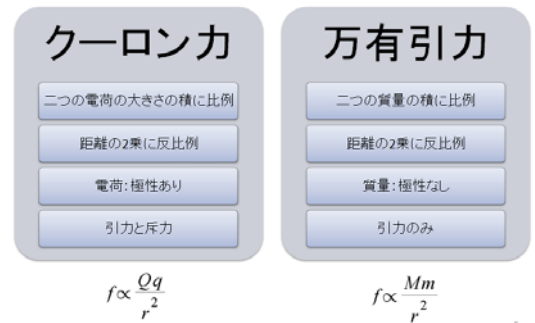 クーロン力
二つの電荷の大きさの積に比例
距離の2乗に反比例
電荷：極性あり
引力と斥力
f∝Qq/r²
万有引力
二つの質量の積に比例
距離の2乗に反比例
質量：極性なし
引力のみ
f∝Mm/r²